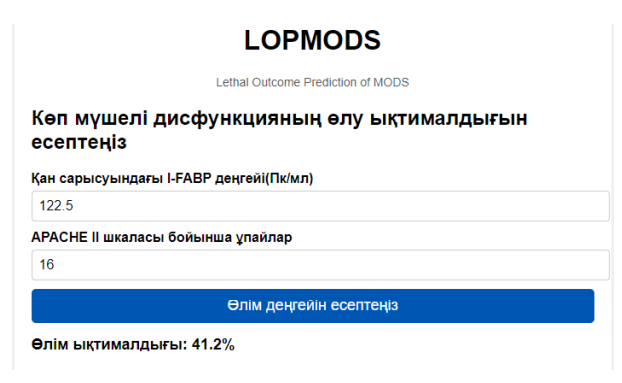 LOPMODS
Lethal Outcome Prediction of MODS
Көп мүшелі дисфункцияның өлу ықтималдығын
есептеңіз
Қан сарысуындағы I-FABP деңгейі(Пк/мл)
122.5
APACHE II шкаласы бойынша ұпайлар
16
Өлім деңгейін есептеңіз
Өлім ықтималдығы: 41.2%